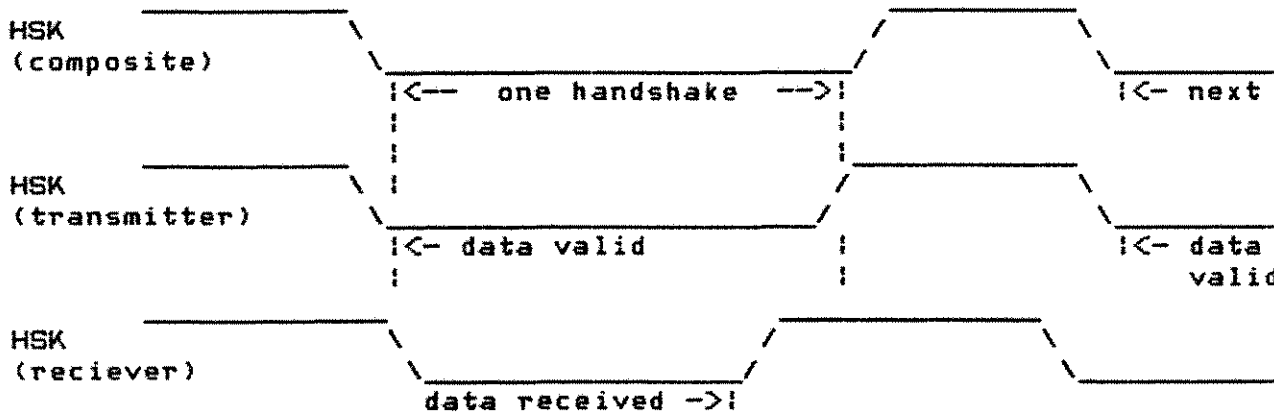 HSK
(composite)
|<-- one handshake -->|
|<- next
HSK
(transmitter)
|<- data valid
|<- data
valid
HSK
(reciever)
data received ->|